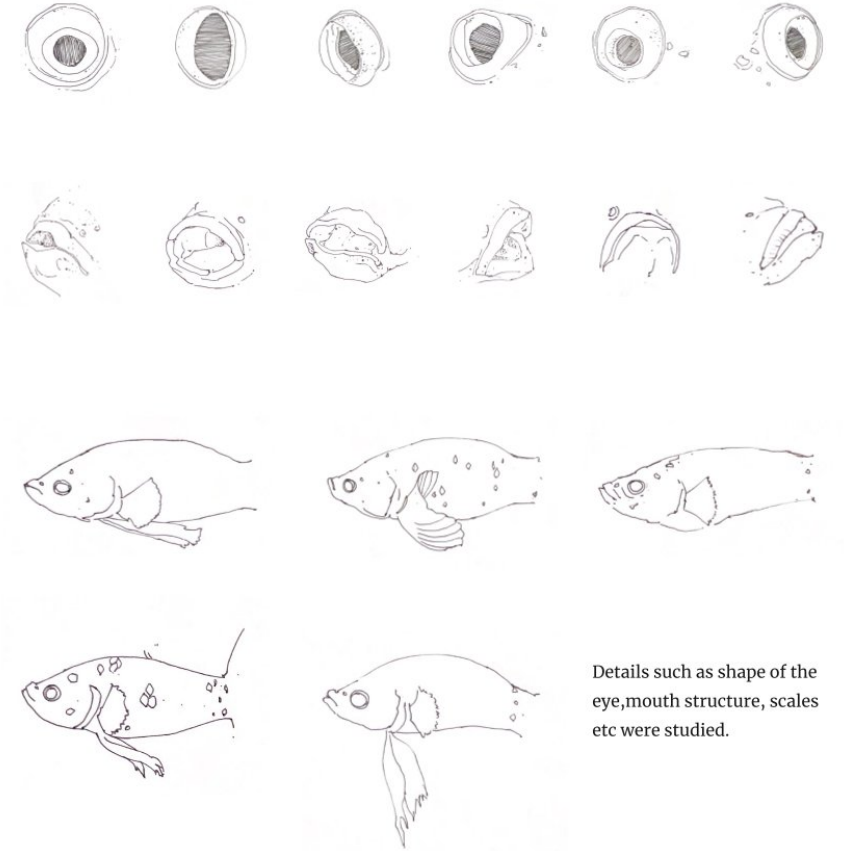 Details such as shape of the
eye,mouth structure, scales
etc were studied.